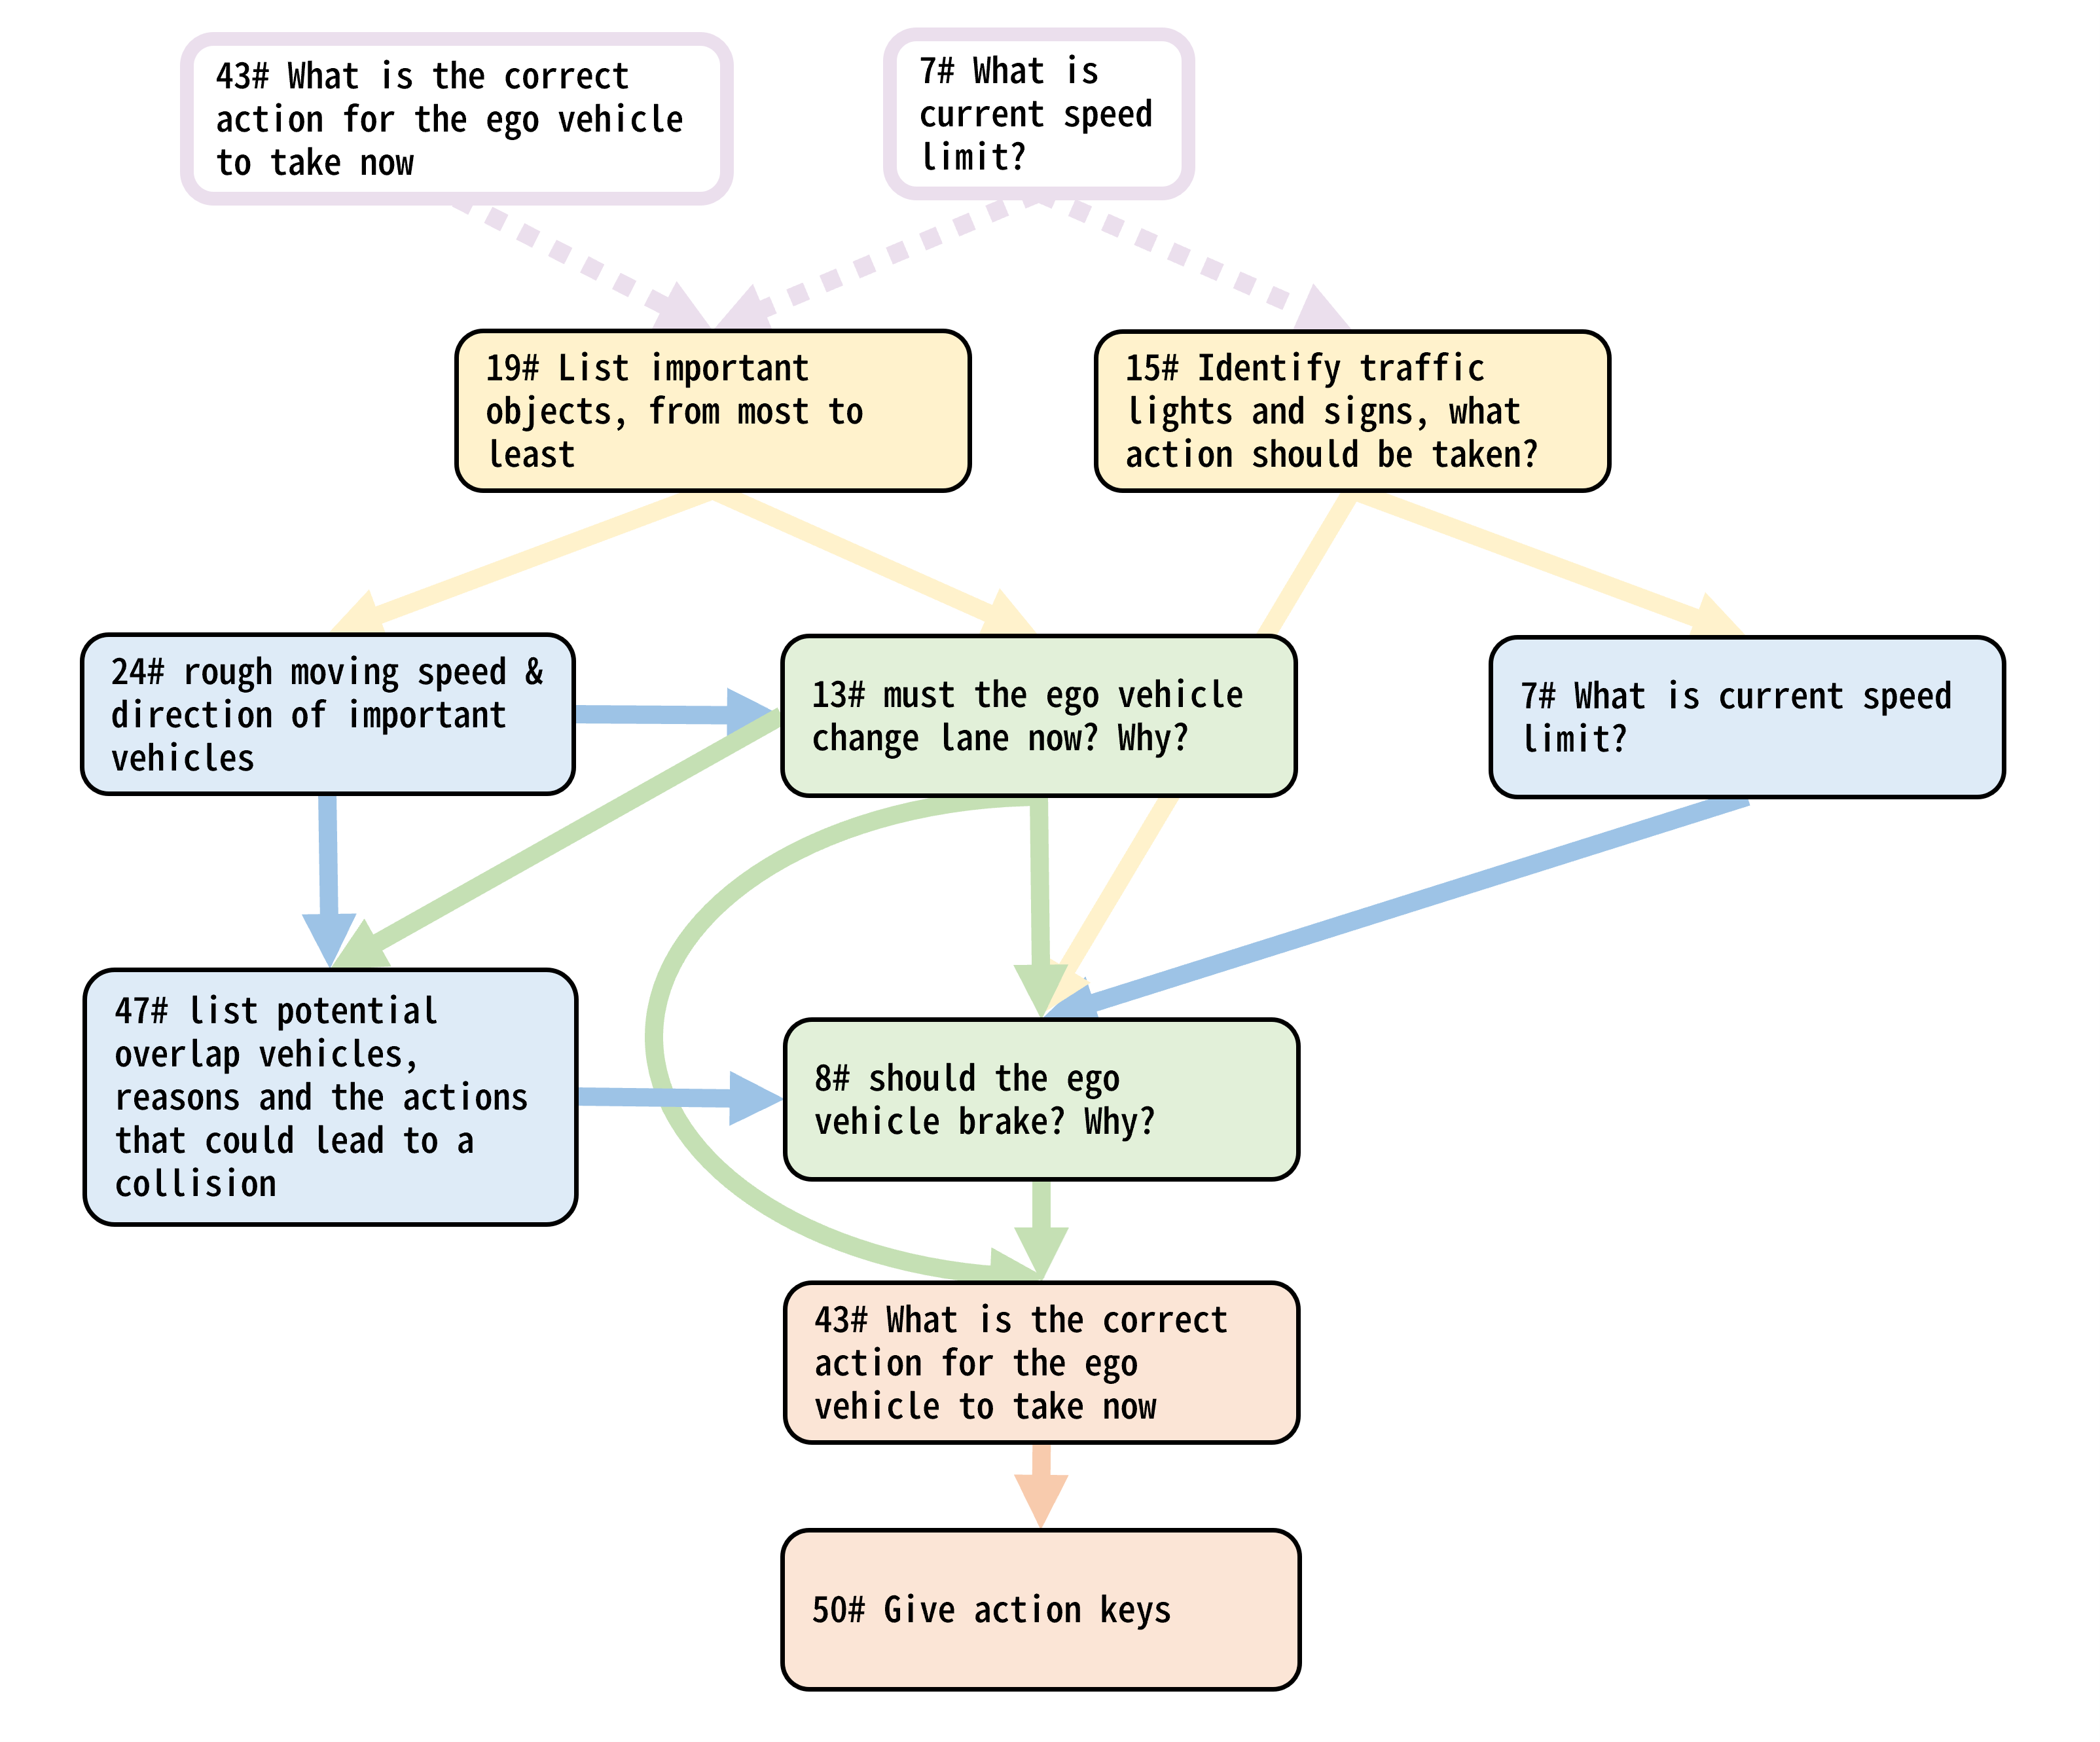 43# What is the correct
action for the ego vehicle
to take now
7# What is
current speed
limit?
19# List important
objects, from most to
least
15# Identify traffic
lights and signs, what
action should be taken?
24# rough moving speed &
direction of important
vehicles
13# must the ego vehicle
change lane now? Why?
7# What is current speed
limit?
47# list potential
overlap vehicles,
reasons and the actions
that could lead to a
collision
8# should the ego
vehicle brake? Why?
43# What is the correct
action for the ego
vehicle to take now
50# Give action keys